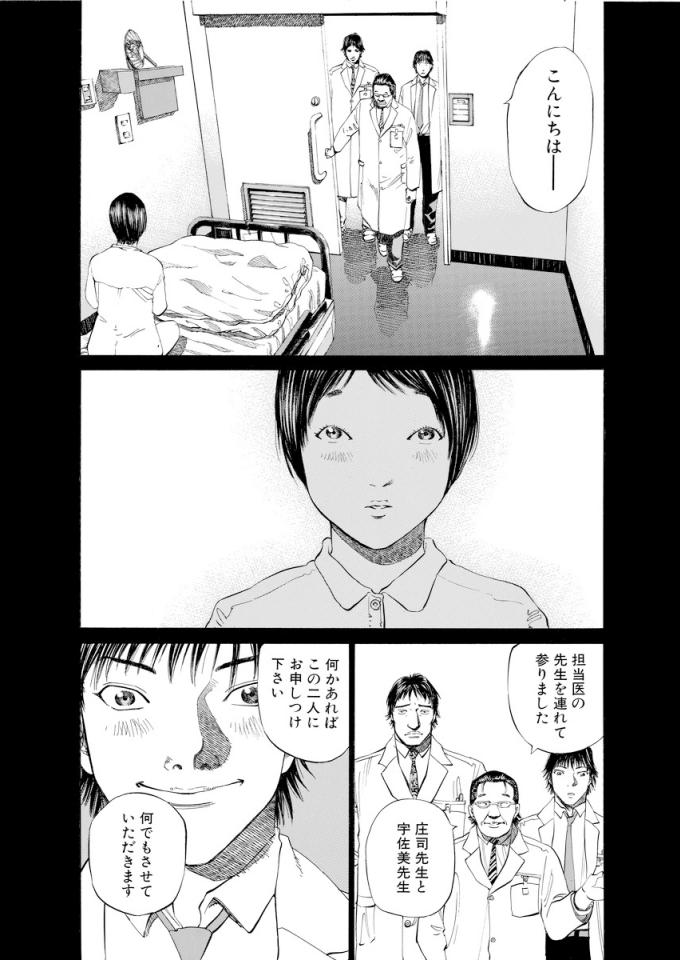 こんにちは──
担当医の
先生を連れて
参りました
庄司先生と
宇佐美先生
何かあれば
この二人に
お申しつけ
下さい
何でもさせて
いただきます